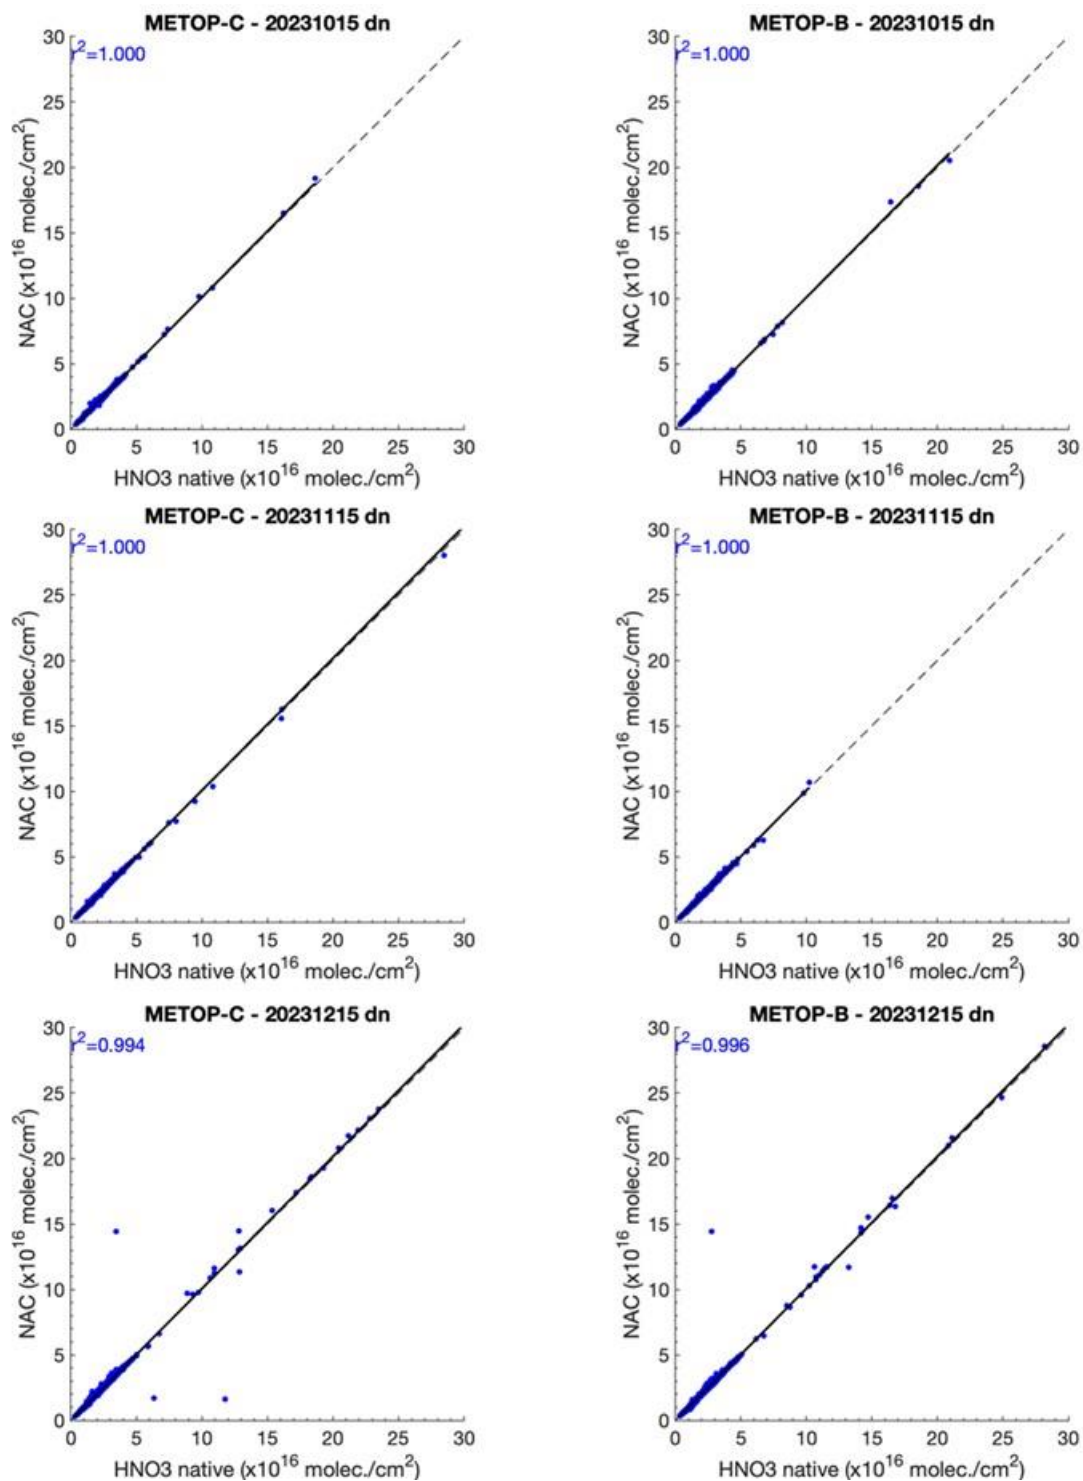 METOP-C - 20231015 dn
r²=1.000
30
25
20
15
10
5
0
NAC (x10¹⁶ molec./cm²)
0 5 10 15 20 25 30
HNO3 native (x10¹⁶ molec./cm²)
METOP-B - 20231015 dn
r²=1.000
30
25
20
15
10
5
0
NAC (x10¹⁶ molec./cm²)
0 5 10 15 20 25 30
HNO3 native (x10¹⁶ molec./cm²)
METOP-C - 20231115 dn
r²=1.000
30
25
20
15
10
5
0
NAC (x10¹⁶ molec./cm²)
0 5 10 15 20 25 30
HNO3 native (x10¹⁶ molec./cm²)
METOP-B - 20231115 dn
r²=1.000
30
25
20
15
10
5
0
NAC (x10¹⁶ molec./cm²)
0 5 10 15 20 25 30
HNO3 native (x10¹⁶ molec./cm²)
METOP-C - 20231215 dn
r²=0.994
30
25
20
15
10
5
0
NAC (x10¹⁶ molec./cm²)
0 5 10 15 20 25 30
HNO3 native (x10¹⁶ molec./cm²)
METOP-B - 20231215 dn
r²=0.996
30
25
20
15
10
5
0
NAC (x10¹⁶ molec./cm²)
0 5 10 15 20 25 30
HNO3 native (x10¹⁶ molec./cm²)